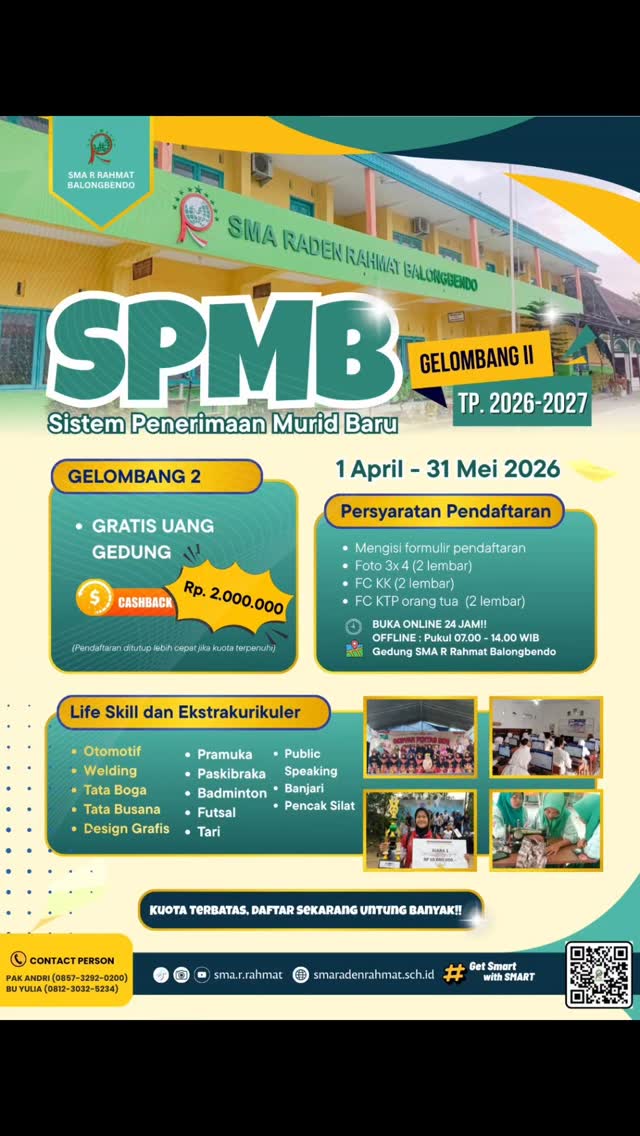 SMA R RAHMAT
BALONGBENDO
SMA RADEN RAHMAT BALONGBENDO
SPMB
Sistem Penerimaan Murid Baru
GELOMBANG II
TP. 2026-2027
1 April - 31 Mei 2026
GELOMBANG 2
• GRATIS UANG
GEDUNG
$ CASHBACK
Rp. 2.000.000
(Pendaftaran ditutup lebih cepat jika kuota terpenuhi)
Persyaratan Pendaftaran
• Mengisi formulir pendaftaran
• Foto 3x 4 (2 lembar)
• FC KK (2 lembar)
• FC KTP orang tua (2 lembar)
BUKA ONLINE 24 JAM!!
OFFLINE : Pukul 07.00 - 14.00 WIB
Gedung SMA R Rahmat Balongbendo
Life Skill dan Ekstrakurikuler
• Otomotif
• Welding
• Tata Boga
• Tata Busana
• Design Grafis
• Pramuka
• Paskibraka
• Badminton
• Futsal
• Tari
• Public
Speaking
• Banjari
• Pencak Silat
JUARA 1
KUOTA TERBATAS, DAFTAR SEKARANG UNTUNG BANYAK!!
CONTACT PERSON
PAK ANDRI (0857-3292-0200)
BU YULIA (0812-3032-5234)
sma.r.rahmat
smaradenrahmat.sch.id
# Get Smart
with SMART